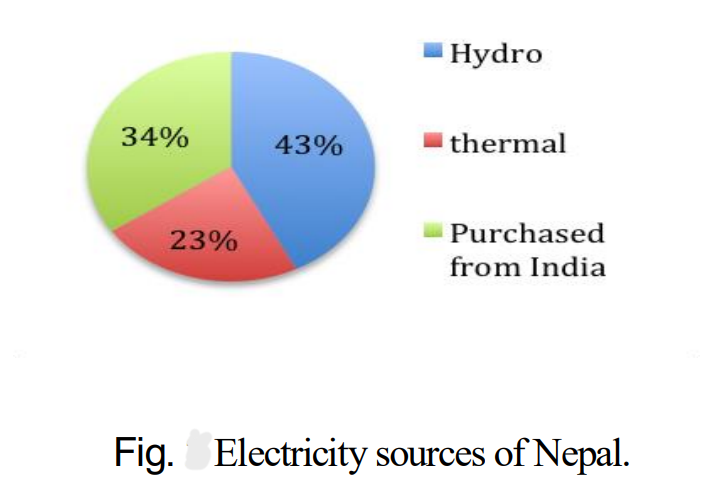 Hydro
34%
43%
thermal
23%
Purchased
from India
Fig. Electricity sources of Nepal.